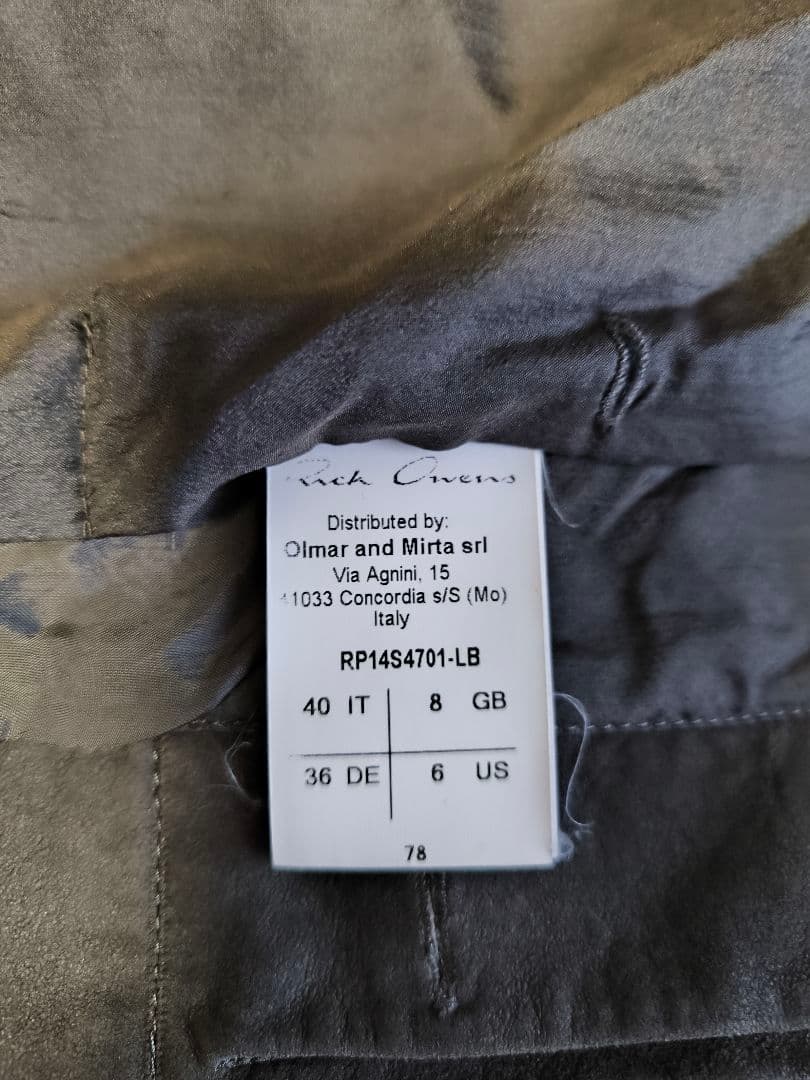 Rick Owens
Distributed by:
Olmar and Mirta srl
Via Agnini, 15
41033 Concordia s/S (Mo)
Italy
RP14S4701-LB
40 IT 8 GB
36 DE 6 US
78